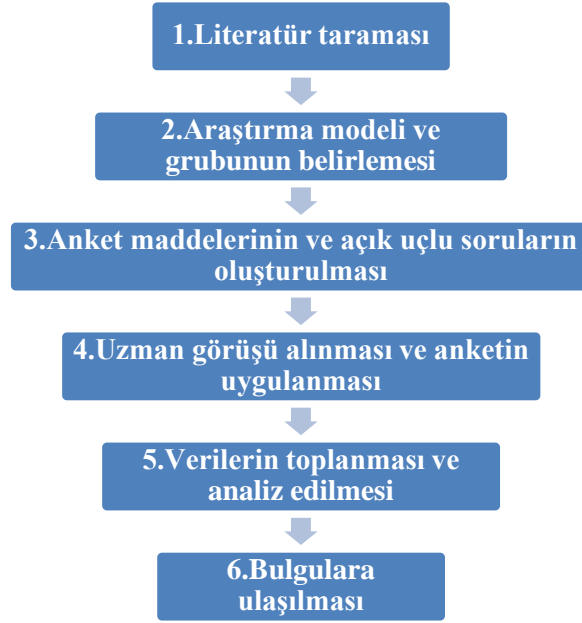 1.Literatür taraması
2.Araştırma modeli ve
grubunun belirlemesi
3.Anket maddelerinin ve açık uçlu soruların
oluşturulması
4.Uzman görüşü alınması ve anketin
uygulanması
5.Verilerin toplanması ve
analiz edilmesi
6.Bulgulara
ulaşılması